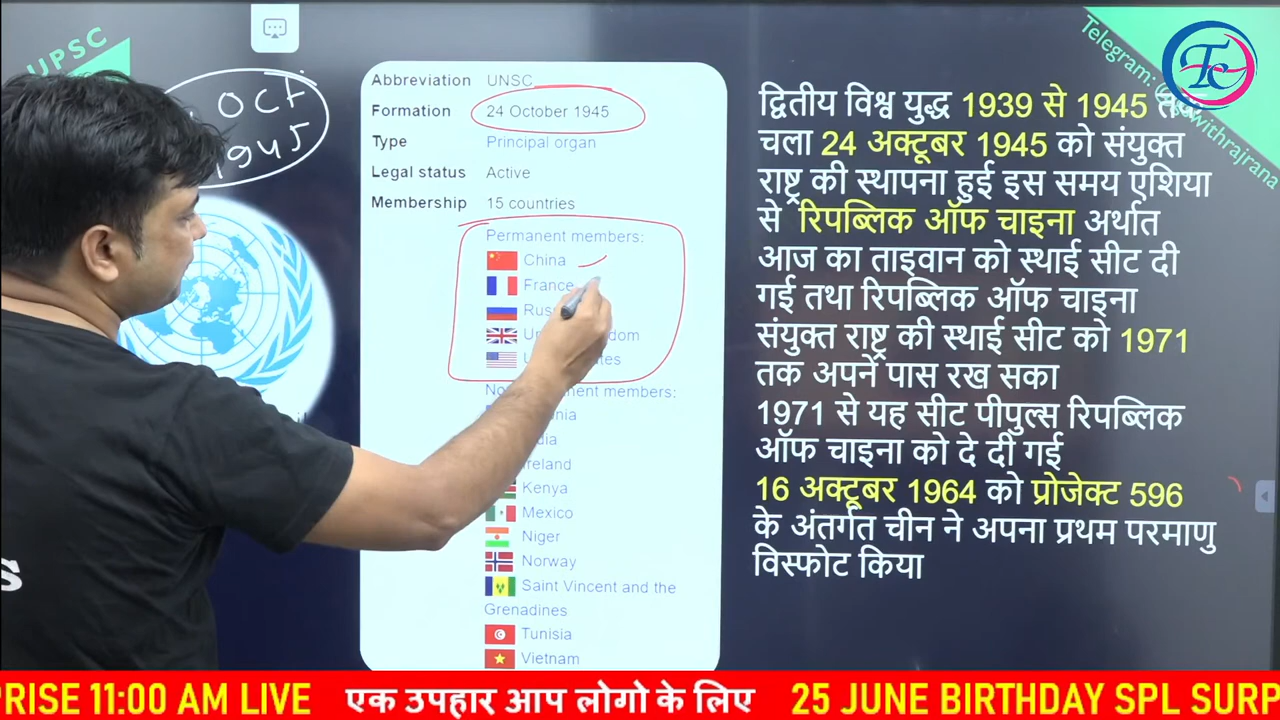 UPSC
OCT
1945
Abbreviation UNSC
Formation 24 October 1945
Type Principal organ
Legal status Active
Membership 15 countries
Permanent members:
China
France
United States
Ireland
Kenya
Mexico
Niger
Norway
Saint Vincent and the
Grenadines
Tunisia
Vietnam
Telegram:
द्वितीय विश्व युद्ध 1939 से 1945 तक
चला 24 अक्टूबर 1945 को संयुक्त
राष्ट्र की स्थापना हुई इस समय एशिया
से रिपब्लिक ऑफ चाइना अर्थात
आज का ताइवान को स्थाई सीट दी
गई तथा रिपब्लिक ऑफ चाइना
संयुक्त राष्ट्र की स्थाई सीट को 1971
तक अपने पास रख सका
1971 से यह सीट पीपुल्स रिपब्लिक
ऑफ चाइना को दे दी गई
16 अक्टूबर 1964 को प्रोजेक्ट 596
के अंतर्गत चीन ने अपना प्रथम परमाणु
विस्फोट किया
PRISE 11:00 AM LIVE एक उपहार आप लोगो के लिए 25 JUNE BIRTHDAY SPL SURP